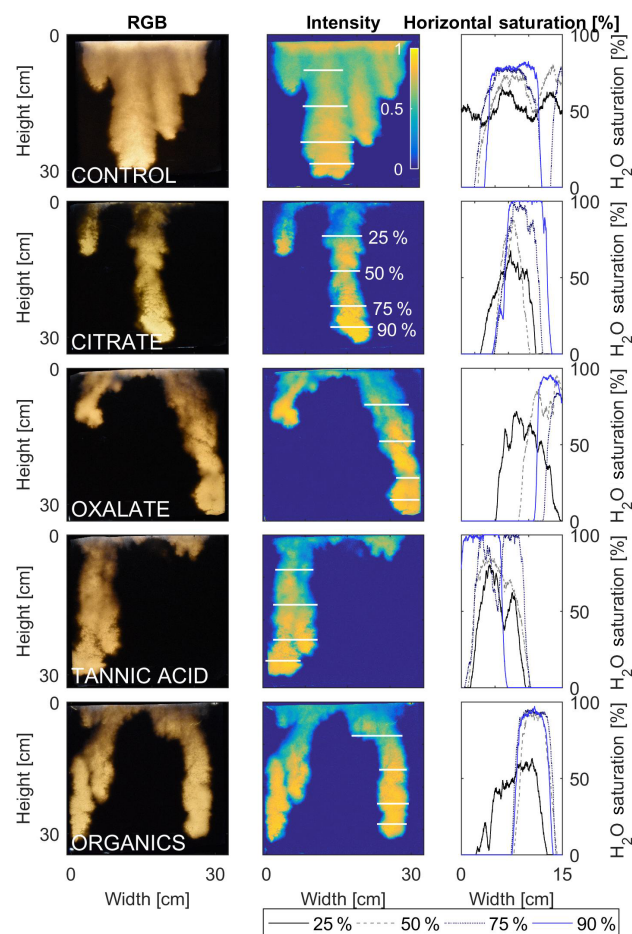 RGB Intensity Horizontal saturation [%]
0 1 100
Height [cm] 0.5 50 H2O saturation [%]
30 CONTROL 0 0
0 100
Height [cm] 25 % 50 H2O saturation [%]
50 %
75 %
30 CITRATE 90 % 0
0 100
Height [cm] 50 H2O saturation [%]
30 OXALATE 0
0 100
Height [cm] 50 H2O saturation [%]
30 TANNIC ACID 0
0 100
Height [cm] 50 H2O saturation [%]
30 ORGANICS 0
0 30 0 30 0 15
Width [cm] Width [cm] Width [cm]
25 % 50 % 75 % 90 %